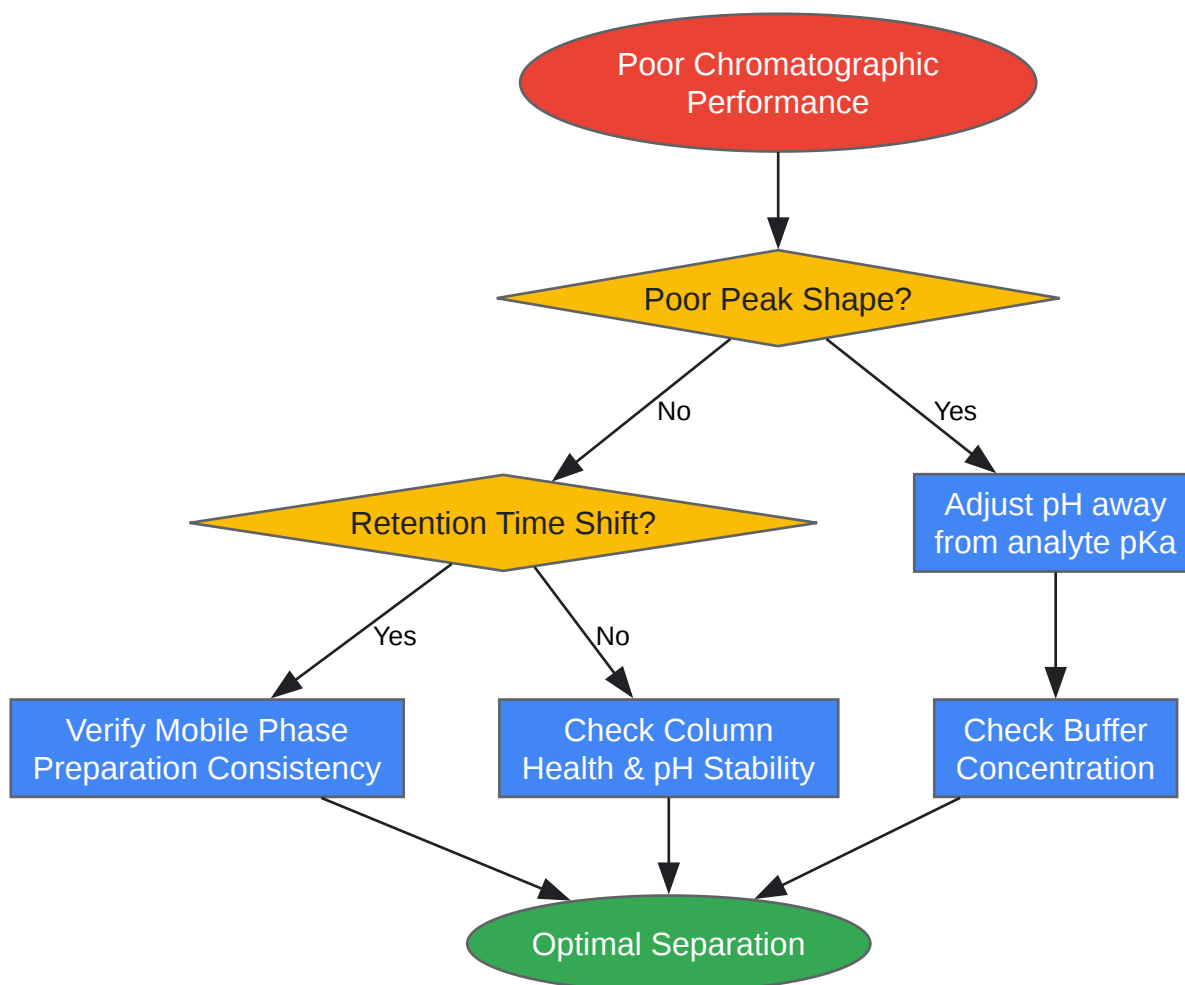 Poor Chromatographic
Performance
Poor Peak Shape?
No
Yes
Retention Time Shift?
Adjust pH away
from analyte pKa
Yes
No
Verify Mobile Phase
Preparation Consistency
Check Column
Health & pH Stability
Check Buffer
Concentration
Optimal Separation